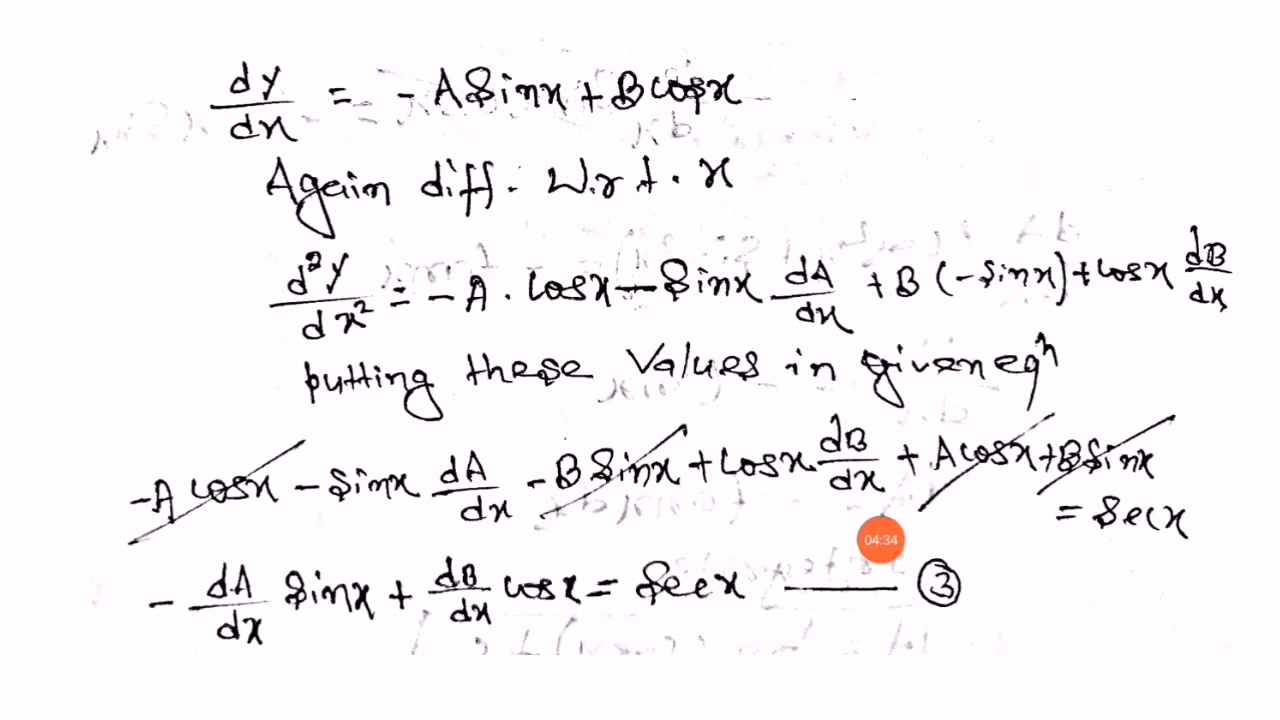 dy/dx = - A Sinx + B cosx
Again diff. W.r.t. x
d²y/dx² = - A . cosx - Sinx dA/dx + B (-sinx) + cosx dB/dx
putting these Values in given eqn
-A cosx - Sinx dA/dx - B Sinx + cosx dB/dx + A cosx + B Sinx
= Secx
04:34
- dA/dx Sinx + dB/dx cosx = Secx —— ③